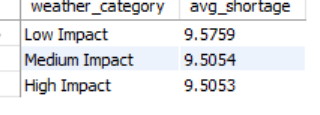 weather_category avg_shortage
Low Impact 9.5759
Medium Impact 9.5054
High Impact 9.5053